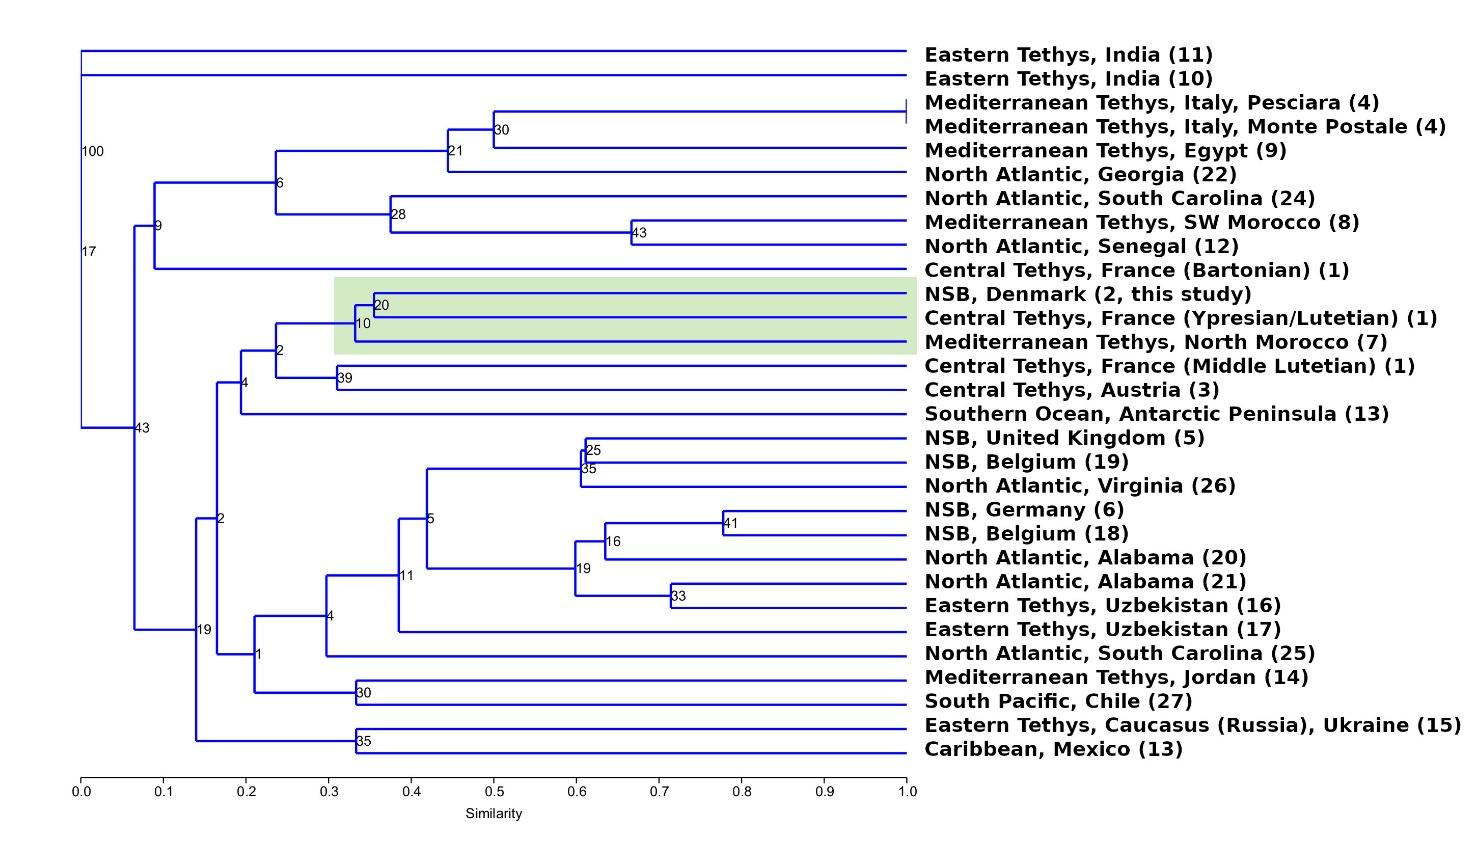 Eastern Tethys, India (11)
Eastern Tethys, India (10)
Mediterranean Tethys, Italy, Pesciara (4)
Mediterranean Tethys, Italy, Monte Postale (4)
30
100
21
Mediterranean Tethys, Egypt (9)
North Atlantic, Georgia (22)
6
North Atlantic, South Carolina (24)
28
Mediterranean Tethys, SW Morocco (8)
9
43
North Atlantic, Senegal (12)
17
Central Tethys, France (Bartonian) (1)
NSB, Denmark (2, this study)
20
Central Tethys, France (Ypresian/Lutetian) (1)
10
Mediterranean Tethys, North Morocco (7)
2
Central Tethys, France (Middle Lutetian) (1)
39
4
Central Tethys, Austria (3)
Southern Ocean, Antarctic Peninsula (13)
43
NSB, United Kingdom (5)
25
NSB, Belgium (19)
35
North Atlantic, Virginia (26)
NSB, Germany (6)
2
5
41
NSB, Belgium (18)
16
North Atlantic, Alabama (20)
19
11
North Atlantic, Alabama (21)
33
Eastern Tethys, Uzbekistan (16)
4
19
Eastern Tethys, Uzbekistan (17)
1
North Atlantic, South Carolina (25)
Mediterranean Tethys, Jordan (14)
30
South Pacific, Chile (27)
Eastern Tethys, Caucasus (Russia), Ukraine (15)
35
Caribbean, Mexico (13)
0.0 0.1 0.2 0.3 0.4 0.5 0.6 0.7 0.8 0.9 1.0
Similarity